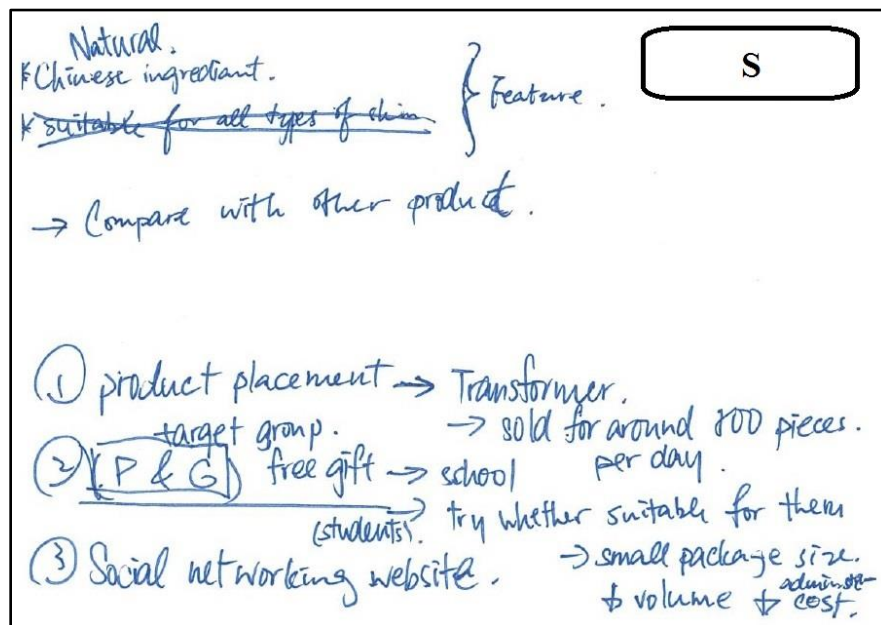 Natural.
* Chinese ingrediant.
* suitable for all types of skin
} Feature.
S
→ Compare with other product.
① product placement → Transformer.
→ sold for around 800 pieces.
per day.
target group.
② (P & G) free gift → school
(students). → try whether suitable for them
→ small package size.
③ Social networking website.
↓ volume ↓ cost.